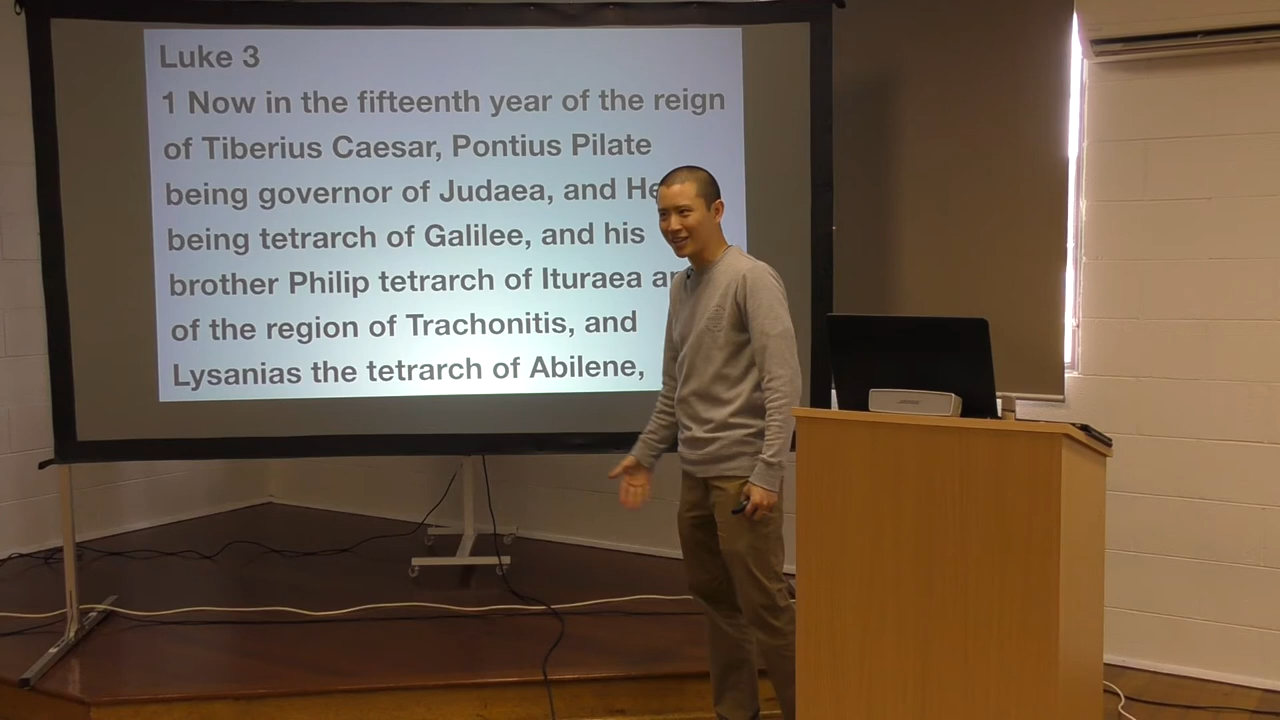 Luke 3
1 Now in the fifteenth year of the reign
of Tiberius Caesar, Pontius Pilate
being governor of Judaea, and He
being tetrarch of Galilee, and his
brother Philip tetrarch of Ituraea a
of the region of Trachonitis, and
Lysanias the tetrarch of Abilene,
BOSE